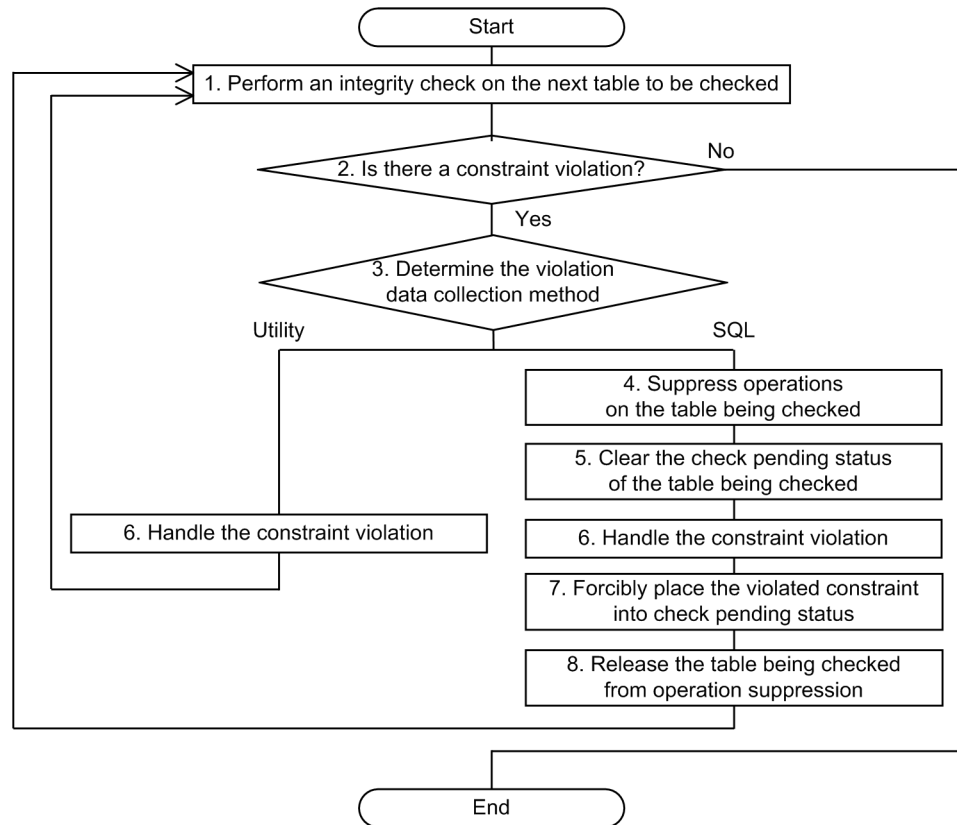 Start
1. Perform an integrity check on the next table to be checked
No
2. Is there a constraint violation?
Yes
3. Determine the violation
data collection method
Utility
SQL
4. Suppress operations
on the table being checked
5. Clear the check pending status
of the table being checked
6. Handle the constraint violation
6. Handle the constraint violation
7. Forcibly place the violated constraint
into check pending status
8. Release the table being checked
from operation suppression
End